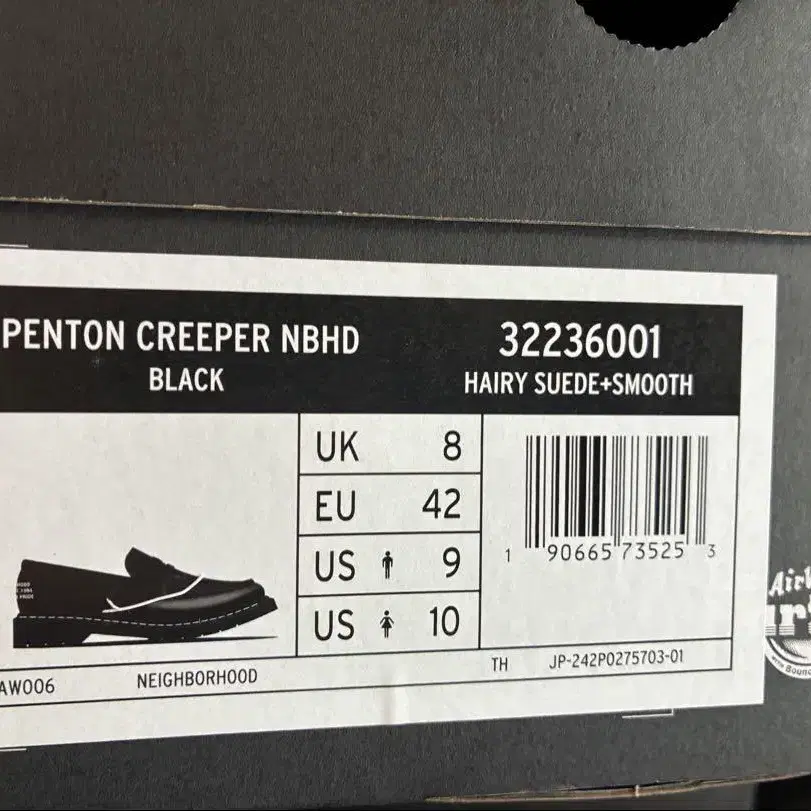 PENTON CREEPER NBHD
BLACK
32236001
HAIRY SUEDE+SMOOTH
UK 8
EU 42
US 9
US 10
1 90665 73525 3
AW006
NEIGHBORHOOD
TH
JP-242P0275703-01